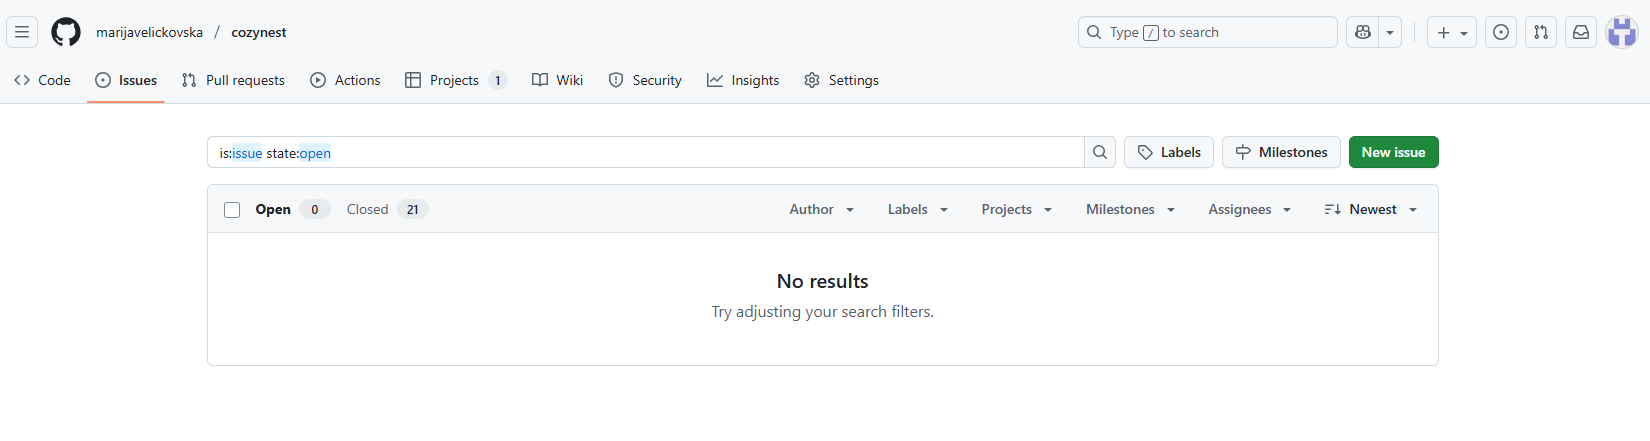 marijavelickovska / cozynest
Type / to search
Code Issues Pull requests Actions Projects 1 Wiki Security Insights Settings
is:issue state:open
Labels Milestones New issue
Open 0 Closed 21 Author Labels Projects Milestones Assignees Newest
No results
Try adjusting your search filters.